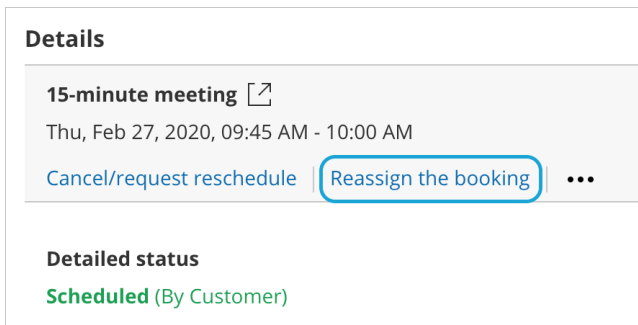 Details
15-minute meeting
Thu, Feb 27, 2020, 09:45 AM - 10:00 AM
Cancel/request reschedule | Reassign the booking | •••
Detailed status
Scheduled (By Customer)